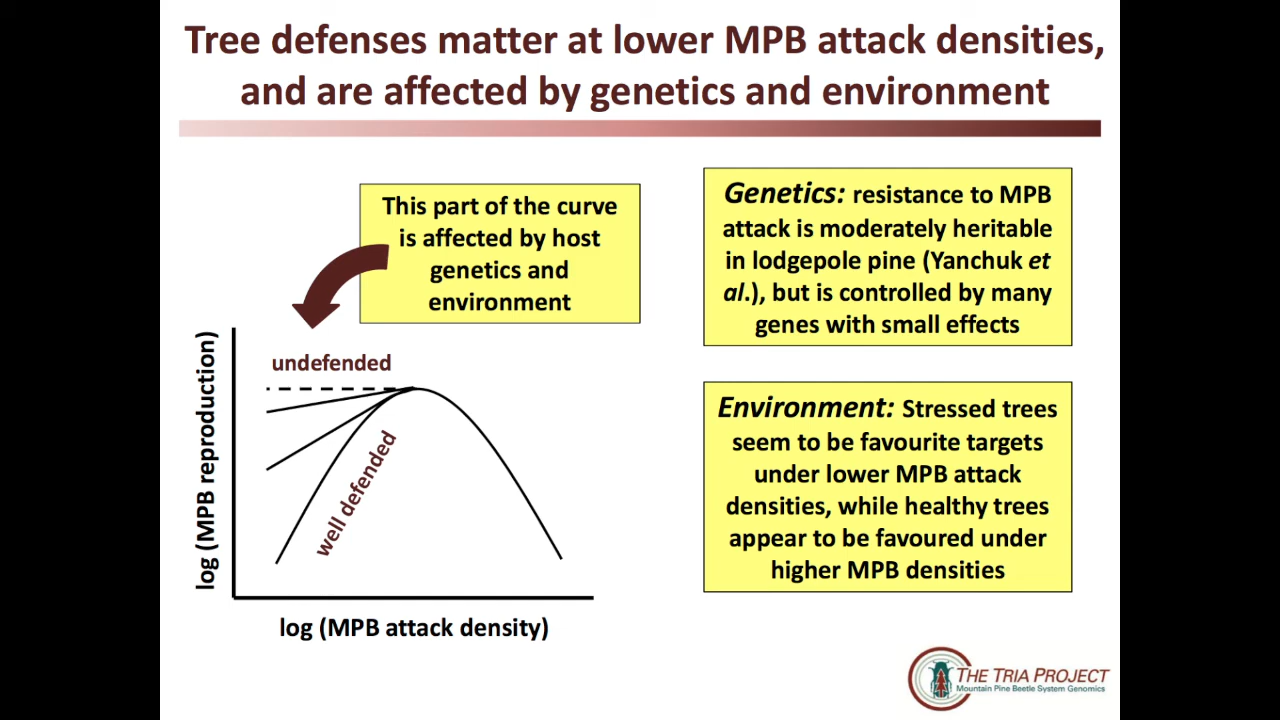 Tree defenses matter at lower MPB attack densities,
and are affected by genetics and environment
This part of the curve
is affected by host
genetics and
environment
undefended
well defended
log (MPB reproduction)
log (MPB attack density)
Genetics: resistance to MPB
attack is moderately heritable
in lodgepole pine (Yanchuk et
al.), but is controlled by many
genes with small effects
Environment: Stressed trees
seem to be favourite targets
under lower MPB attack
densities, while healthy trees
appear to be favoured under
higher MPB densities
THE TRIA PROJECT
Mountain Pine Beetle System Genomics